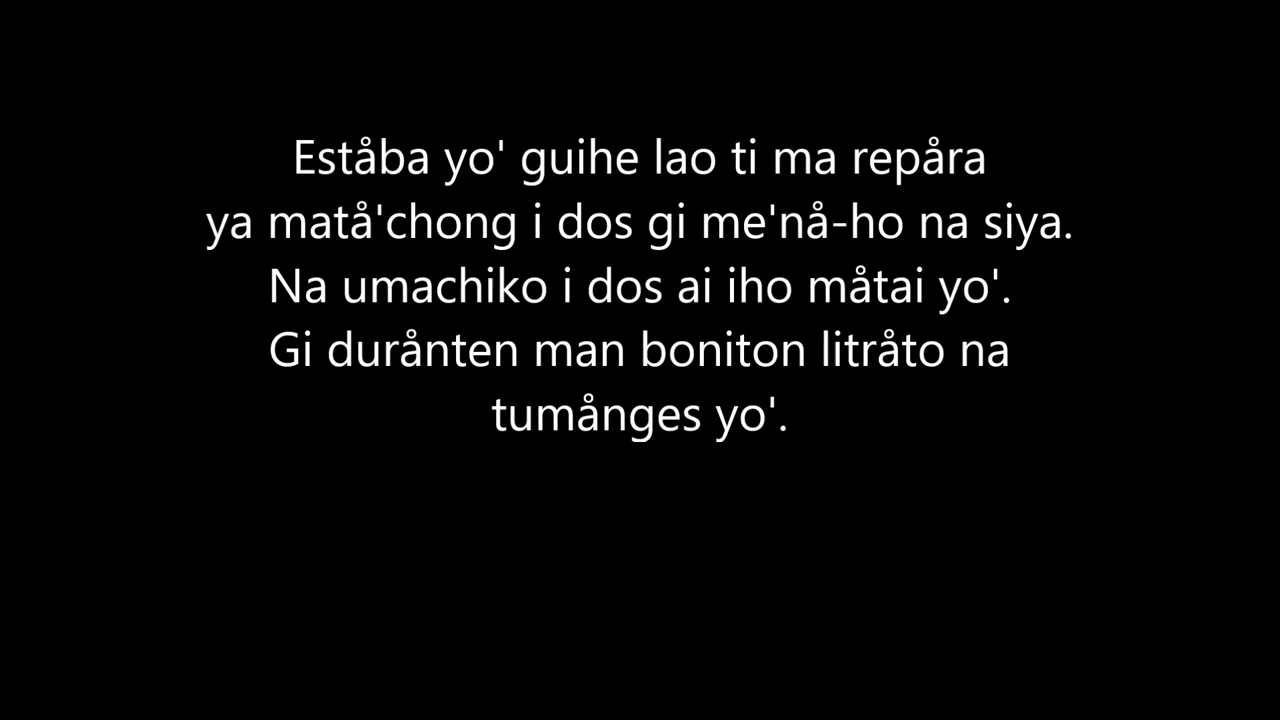 Eståba yo' guihe lao ti ma repåra
ya matå'chong i dos gi me'nå-ho na siya.
Na umachiko i dos ai iho måtai yo'.
Gi durånten man boniton litråto na
tumånges yo'.